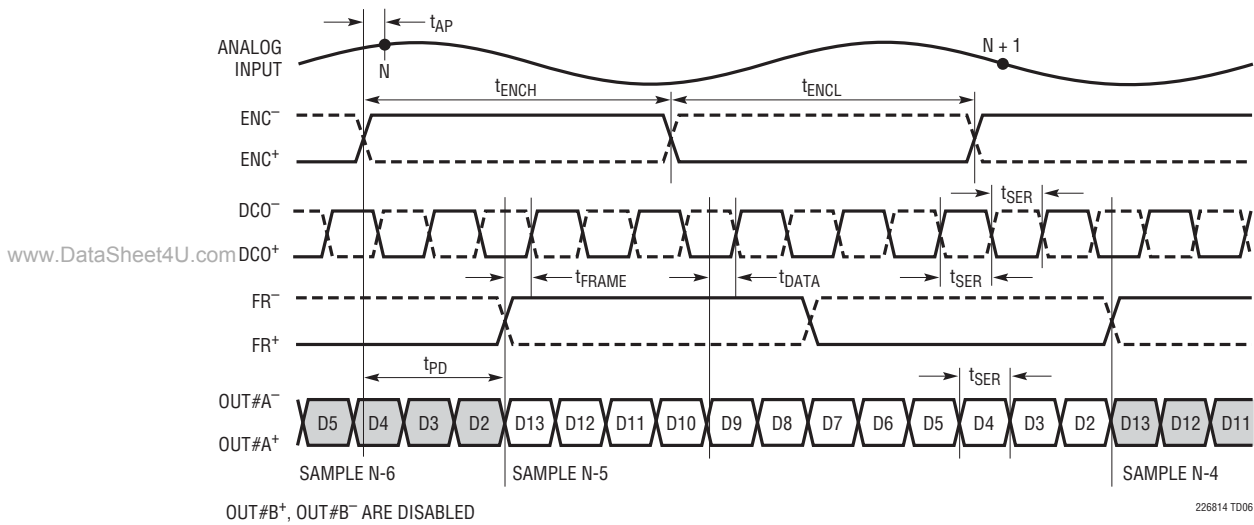 tAP
ANALOG
INPUT
N
N + 1
tENCH
tENCL
ENC–
ENC+
DCO–
tSER
www.DataSheet4U.com
DCO+
tFRAME
tDATA
tSER
FR–
FR+
tPD
tSER
OUT#A–
D5 D4 D3 D2 D13 D12 D11 D10 D9 D8 D7 D6 D5 D4 D3 D2 D13 D12 D11
OUT#A+
SAMPLE N-6 SAMPLE N-5 SAMPLE N-4
OUT#B+, OUT#B– ARE DISABLED
226814 TD06